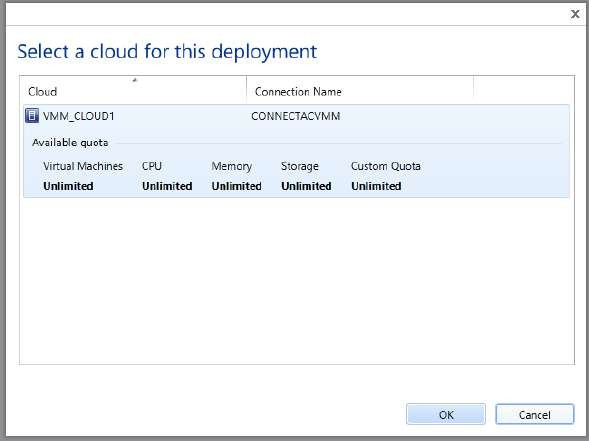 Select a cloud for this deployment
Cloud Connection Name
VMM_CLOUD1 CONNECTACVMM
Available quota
Virtual Machines CPU Memory Storage Custom Quota
Unlimited Unlimited Unlimited Unlimited Unlimited
OK Cancel